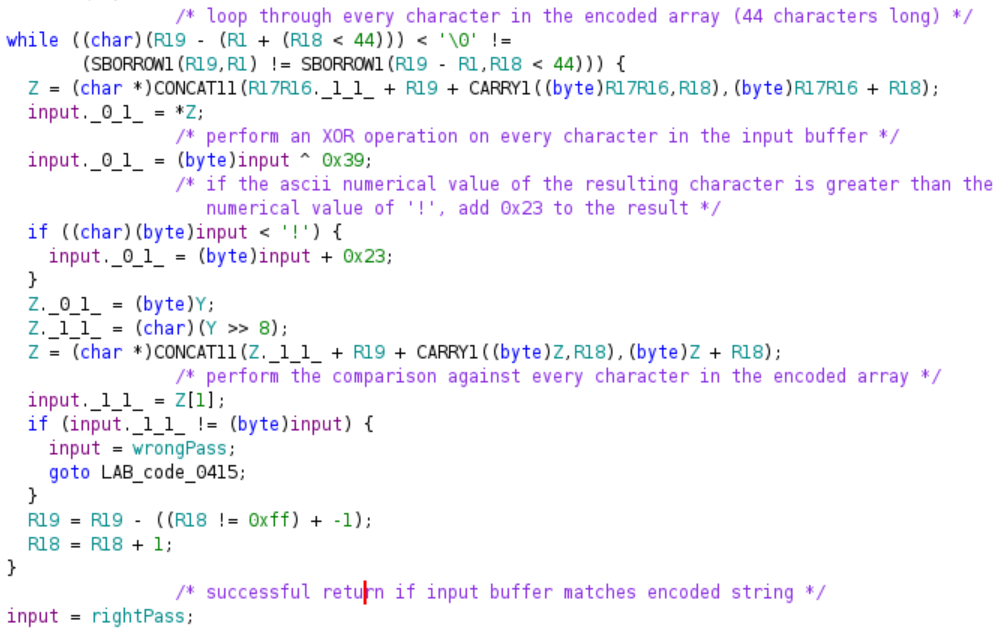 /* loop through every character in the encoded array (44 characters long) */
while ((char)(R19 - (R1 + (R18 < 44))) < '\0' !=
(SBORROW1(R19,R1) != SBORROW1(R19 - R1,R18 < 44))) {
Z = (char *)CONCAT11(R17R16._1_1_ + R19 + CARRY1((byte)R17R16,R18),(byte)R17R16 + R18);
input._0_1_ = *Z;
/* perform an XOR operation on every character in the input buffer */
input._0_1_ = (byte)input ^ 0x39;
/* if the ascii numerical value of the resulting character is greater than the
numerical value of '!', add 0x23 to the result */
if ((char)(byte)input < '!') {
input._0_1_ = (byte)input + 0x23;
}
Z._0_1_ = (byte)Y;
Z._1_1_ = (char)(Y >> 8);
Z = (char *)CONCAT11(Z._1_1_ + R19 + CARRY1((byte)Z,R18),(byte)Z + R18);
/* perform the comparison against every character in the encoded array */
input._1_1_ = Z[1];
if (input._1_1_ != (byte)input) {
input = wrongPass;
goto LAB_code_0415;
}
R19 = R19 - ((R18 != 0xff) + -1);
R18 = R18 + 1;
}
/* successful return if input buffer matches encoded string */
input = rightPass;